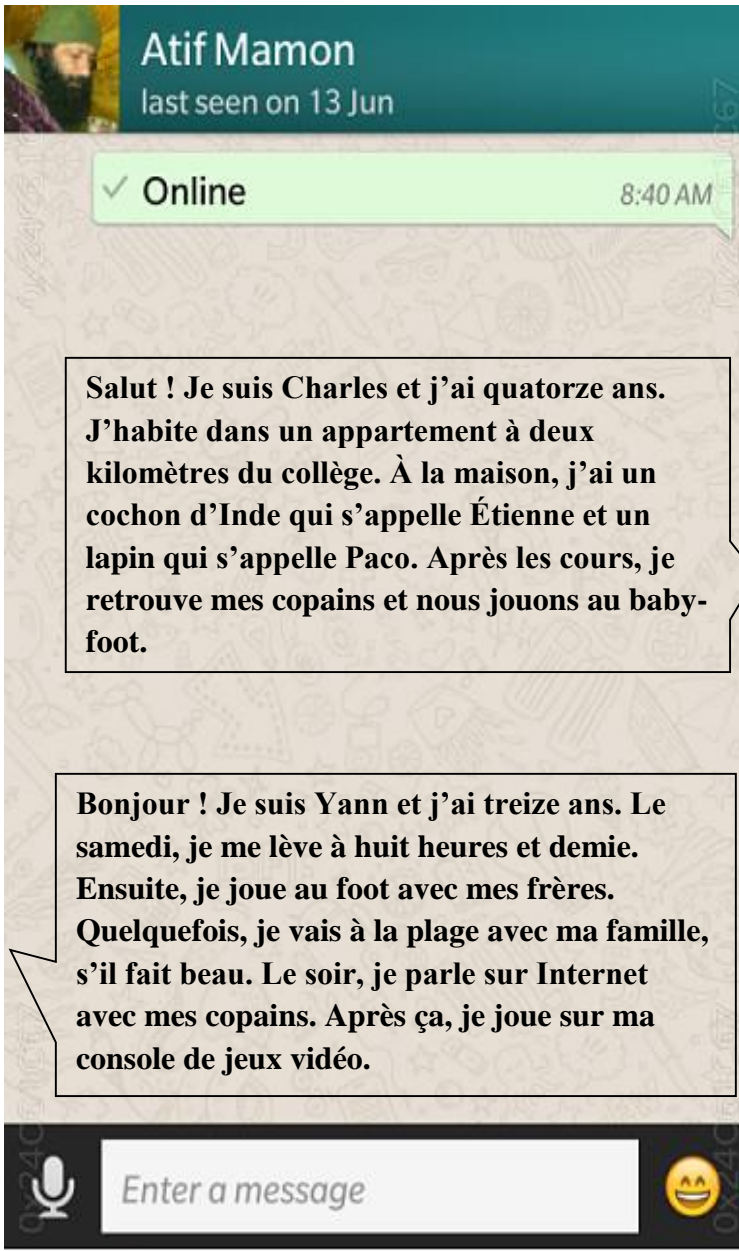 Atif Mamon
last seen on 13 Jun
Online
8:40 AM
Salut ! Je suis Charles et j’ai quatorze ans.
J’habite dans un appartement à deux
kilomètres du collège. À la maison, j’ai un
cochon d’Inde qui s’appelle Étienne et un
lapin qui s’appelle Paco. Après les cours, je
retrouve mes copains et nous jouons au baby-
foot.
Bonjour ! Je suis Yann et j’ai treize ans. Le
samedi, je me lève à huit heures et demie.
Ensuite, je joue au foot avec mes frères.
Quelquefois, je vais à la plage avec ma famille,
s’il fait beau. Le soir, je parle sur Internet
avec mes copains. Après ça, je joue sur ma
console de jeux vidéo.
Enter a message